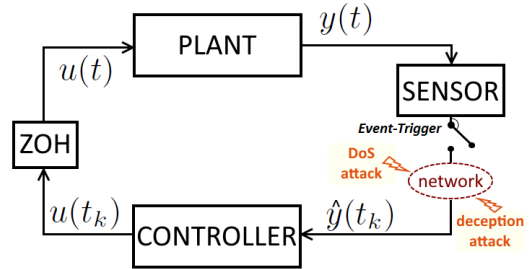 PLANT
y(t)
u(t)
SENSOR
Event-Trigger
ZOH
DoS
attack
network
u(t_k)
ŷ(t_k)
deception
attack
CONTROLLER